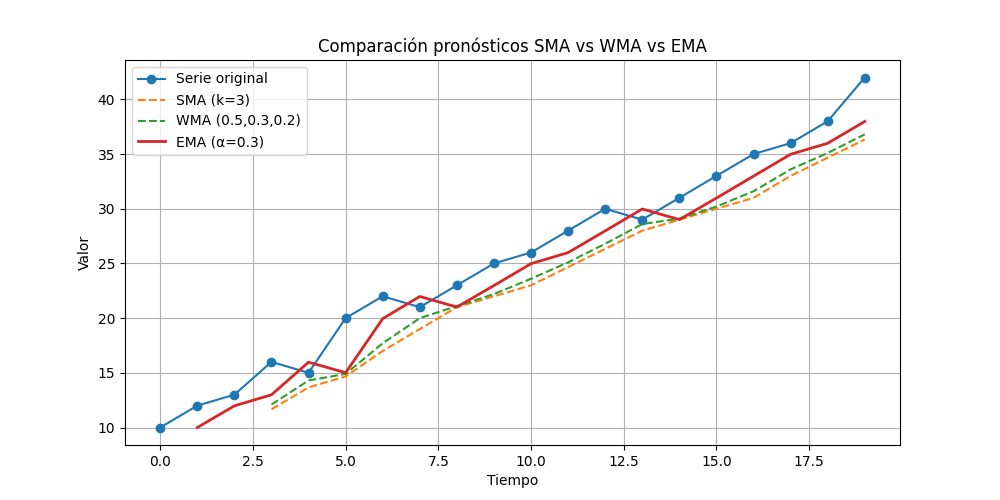 Comparación pronósticos SMA vs WMA vs EMA
Serie original
SMA (k=3)
WMA (0.5,0.3,0.2)
EMA (α=0.3)
Valor
40
35
30
25
20
15
10
0.0 2.5 5.0 7.5 10.0 12.5 15.0 17.5
Tiempo